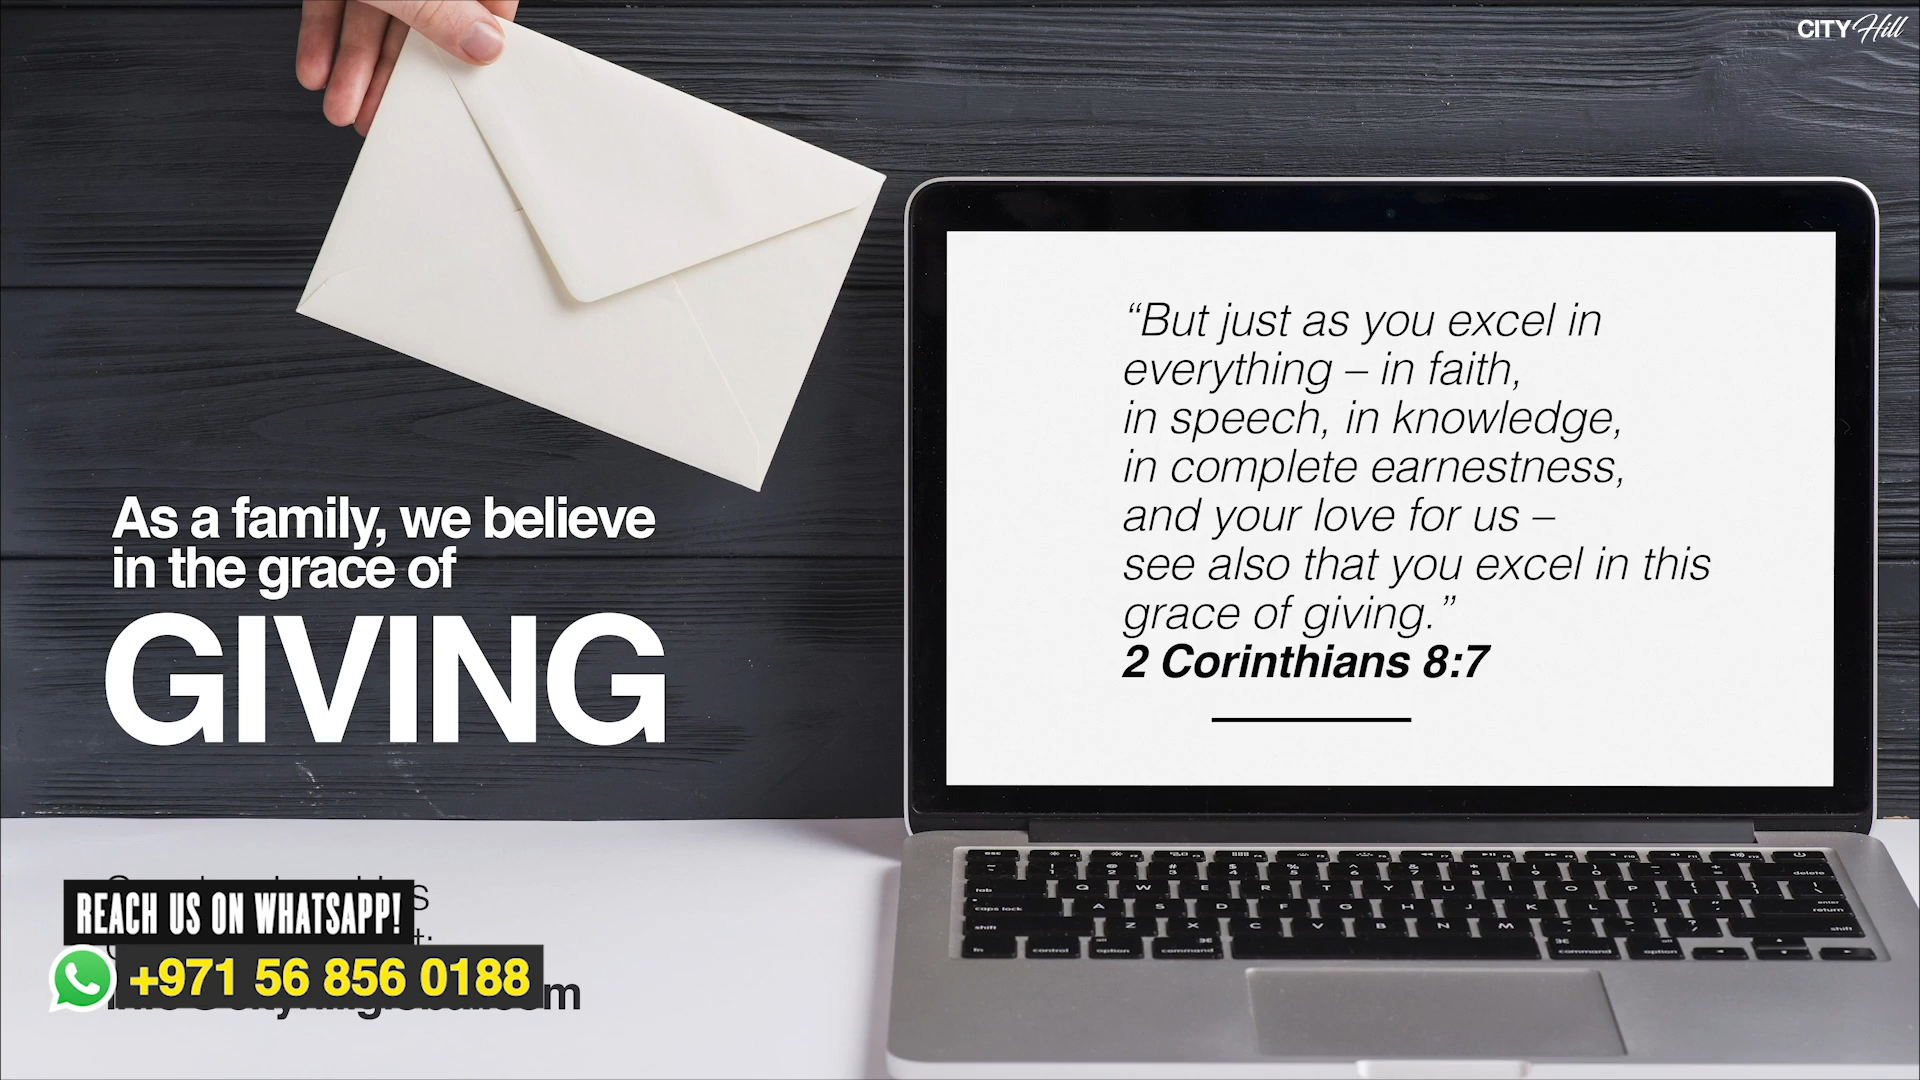 CITY Hill
As a family, we believe
in the grace of
GIVING
“But just as you excel in
everything – in faith,
in speech, in knowledge,
in complete earnestness,
and your love for us –
see also that you excel in this
grace of giving.”
2 Corinthians 8:7
REACH US ON WHATSAPP!
+971 56 856 0188